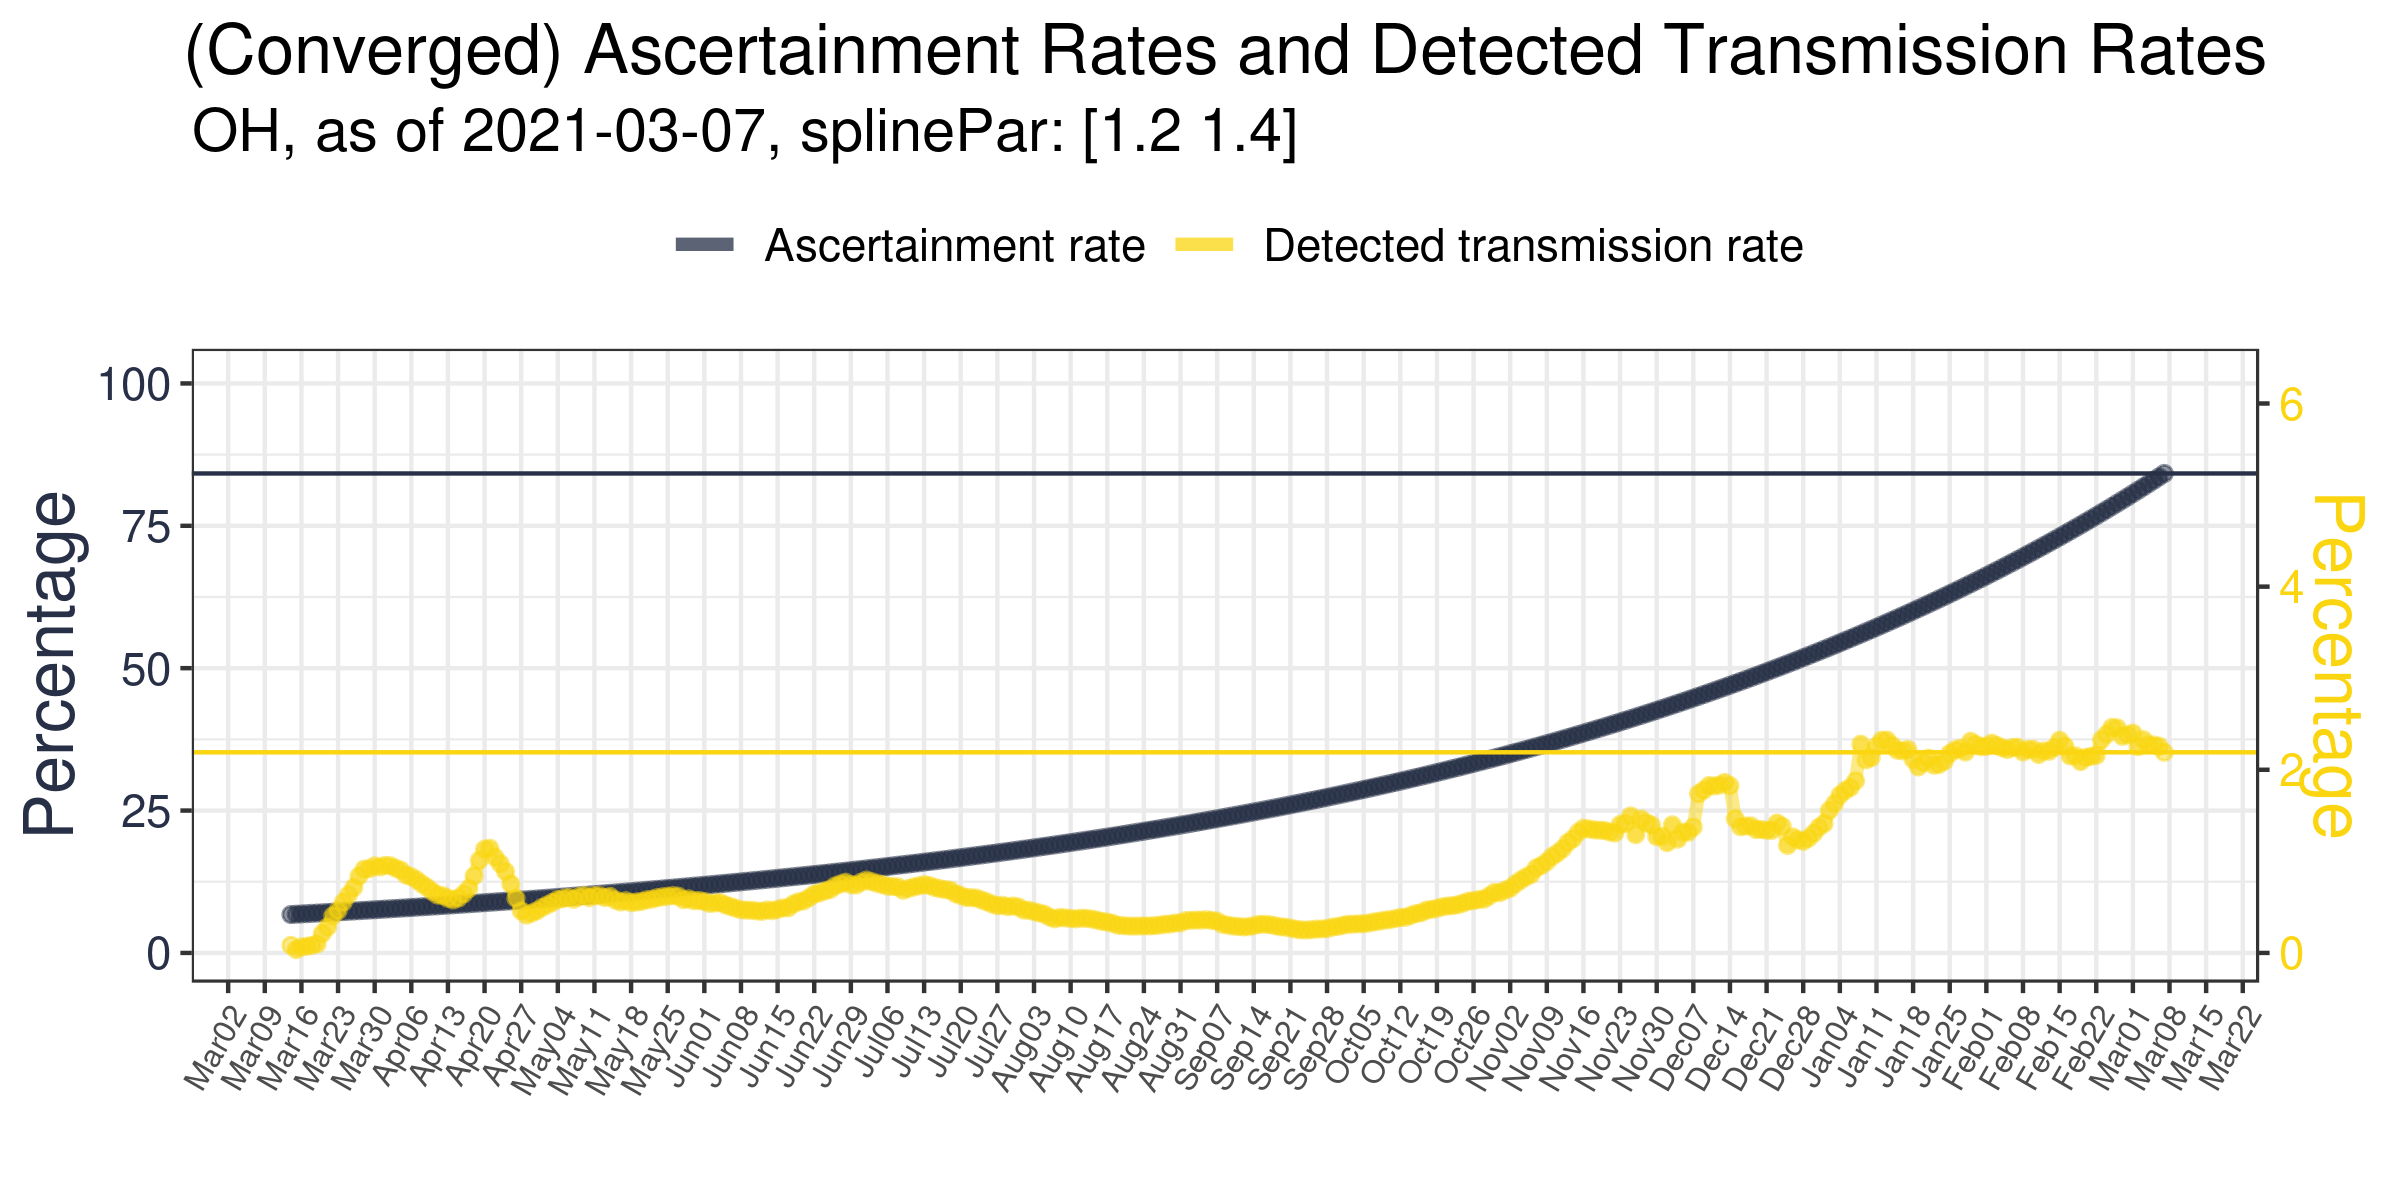 (Converged) Ascertainment Rates and Detected Transmission Rates
OH, as of 2021-03-07, splinePar: [1.2 1.4]
Ascertainment rate Detected transmission rate
Percentage
100
75
50
25
0
6
4
2
0
Percentage
Mar02 Mar09 Mar16 Mar23 Mar30 Apr06 Apr13 Apr20 Apr27 May04 May11 May18 May25 Jun01 Jun08 Jun15 Jun22 Jun29 Jul06 Jul13 Jul20 Jul27 Aug03 Aug10 Aug17 Aug24 Aug31 Sep07 Sep14 Sep21 Sep28 Oct05 Oct12 Oct19 Oct26 Nov02 Nov09 Nov16 Nov23 Nov30 Dec07 Dec14 Dec21 Dec28 Jan04 Jan11 Jan18 Jan25 Feb01 Feb08 Feb15 Feb22 Mar01 Mar08 Mar15 Mar22